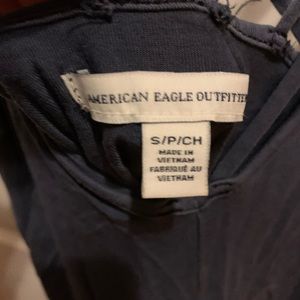 AMERICAN EAGLE OUTFITTE
S/P/CH
MADE IN
VIETNAM
FABRIQUÉ AU
VIETNAM